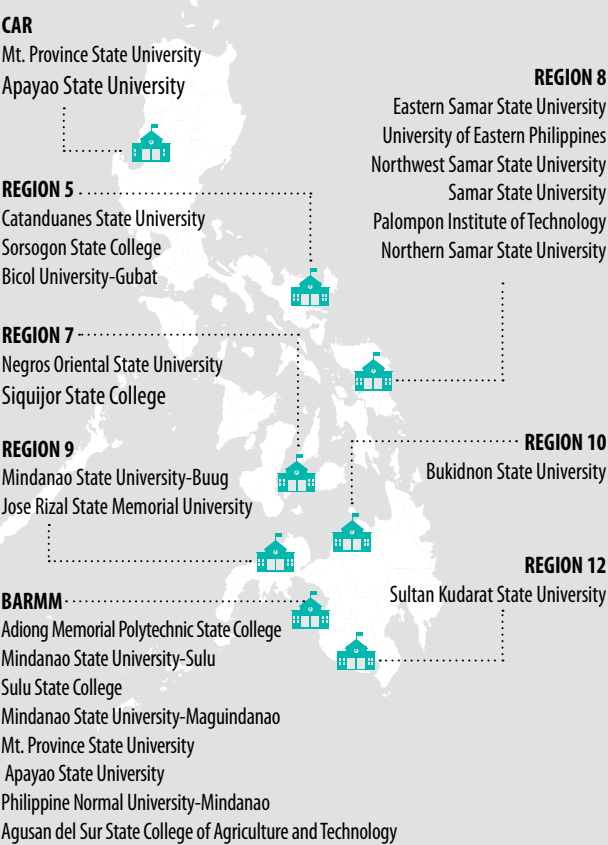 CAR
Mt. Province State University
Apayao State University
REGION 8
Eastern Samar State University
University of Eastern Philippines
Northwest Samar State University
Samar State University
Palompon Institute of Technology
Northern Samar State University
REGION 5
Catanduanes State University
Sorsogon State College
Bicol University-Gubat
REGION 7
Negros Oriental State University
Siquijor State College
REGION 9
Mindanao State University-Buug
Jose Rizal State Memorial University
REGION 10
Bukidnon State University
REGION 12
Sultan Kudarat State University
BARMM
Adiong Memorial Polytechnic State College
Mindanao State University-Sulu
Sulu State College
Mindanao State University-Maguindanao
Mt. Province State University
Apayao State University
Philippine Normal University-Mindanao
Agusan del Sur State College of Agriculture and Technology